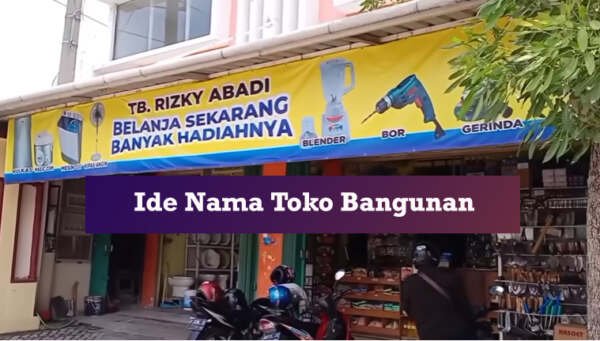 TB. RIZKY ABADI
BELANJA SEKARANG
BANYAK HADIAHNYA
BLENDER
BOR
GERINDA
Ide Nama Toko Bangunan